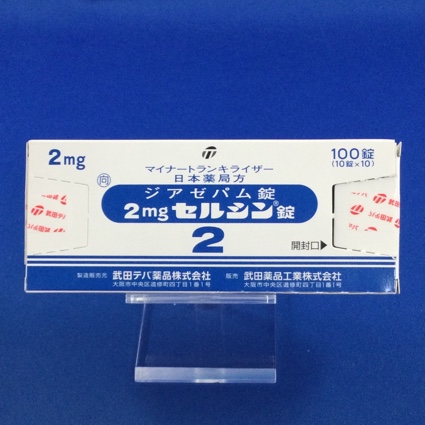 2mg
マイナートランキライザー
日本薬局方
100錠
(10錠×10)
向
ジアゼパム錠
2mgセルシン®錠
2
開封口▶
製造販売元 武田テバ薬品株式会社
大阪市中央区道修町四丁目1番1号
販売 武田薬品工業株式会社
大阪市中央区道修町四丁目1番1号